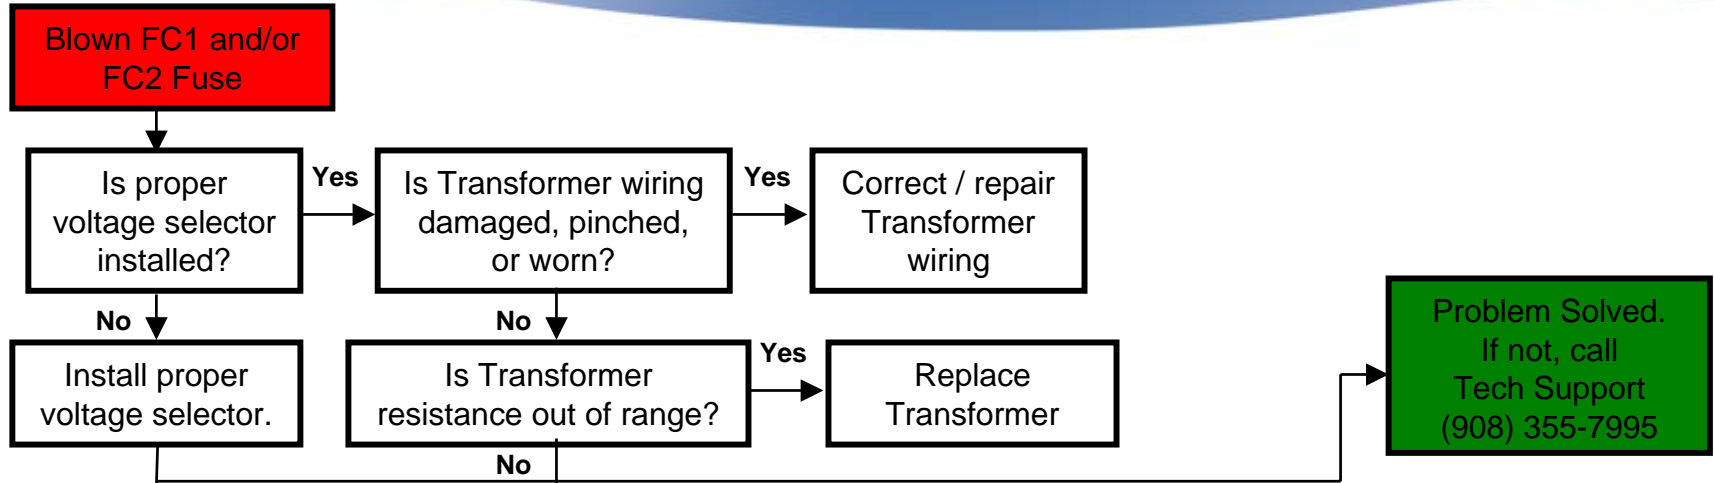 Blown FC1 and/or
FC2 Fuse
Is proper
voltage selector
installed?
Yes
Is Transformer wiring
damaged, pinched,
or worn?
Yes
Correct / repair
Transformer
wiring
No
No
Install proper
voltage selector.
Is Transformer
resistance out of range?
Yes
Replace
Transformer
No
Problem Solved.
If not, call
Tech Support
(908) 355-7995